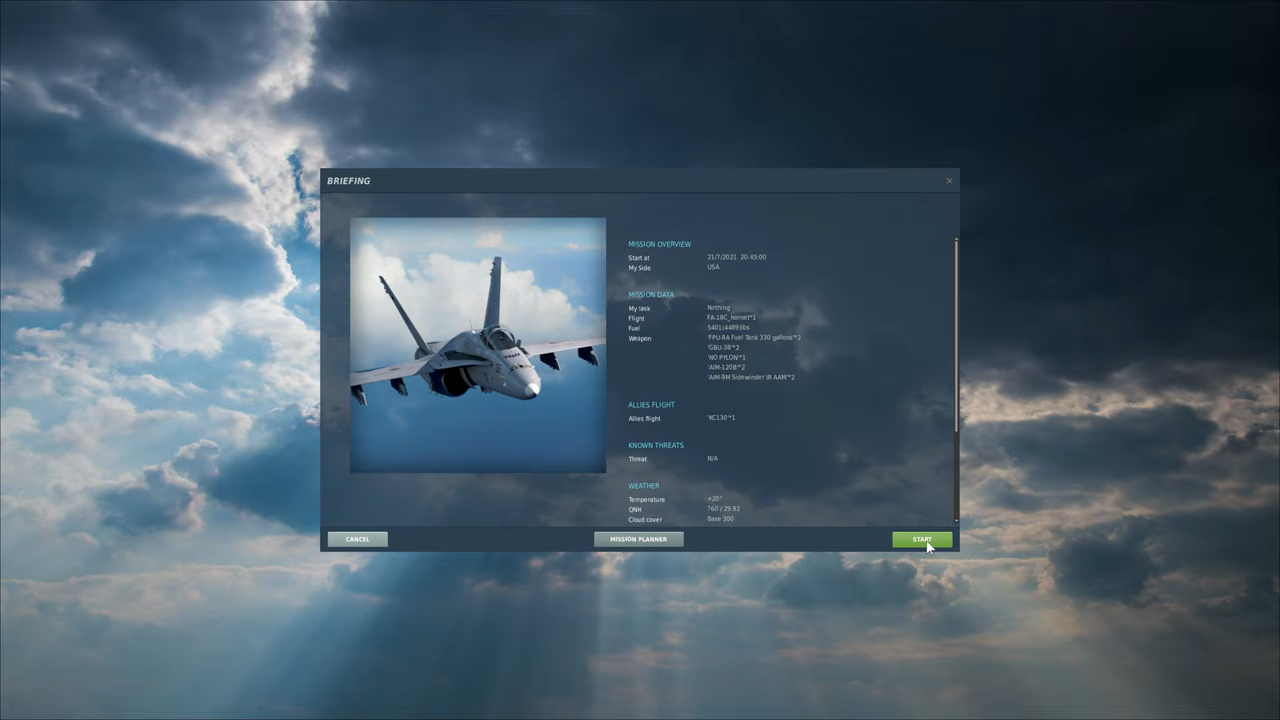 BRIEFING
MISSION OVERVIEW
Start at 21/7/2021 20:45:00
My Side USA
MISSION DATA
My task Nothing
Flight FA-18C_hornet*1
Fuel 5401(4489)lbs
Weapon 'FPU-8A Fuel Tank 330 gallons'*2
'GBU-38'*2
'NO PYLON'*1
'AIM-120B'*2
'AIM-9M Sidewinder IR AAM'*2
ALLIES FLIGHT
Allies flight 'KC130'*1
KNOWN THREATS
Threat N/A
WEATHER
Temperature +20°
QNH 760 / 29.92
Cloud cover Base 300
CANCEL MISSION PLANNER START